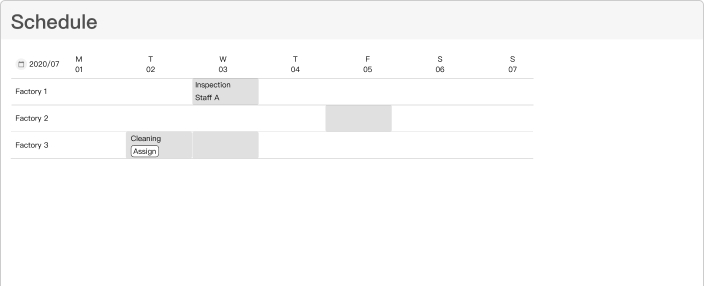 Schedule
2020/07 M T W T F S S
01 02 03 04 05 06 07
Factory 1 Inspection
Staff A
Factory 2
Factory 3 Cleaning
Assign